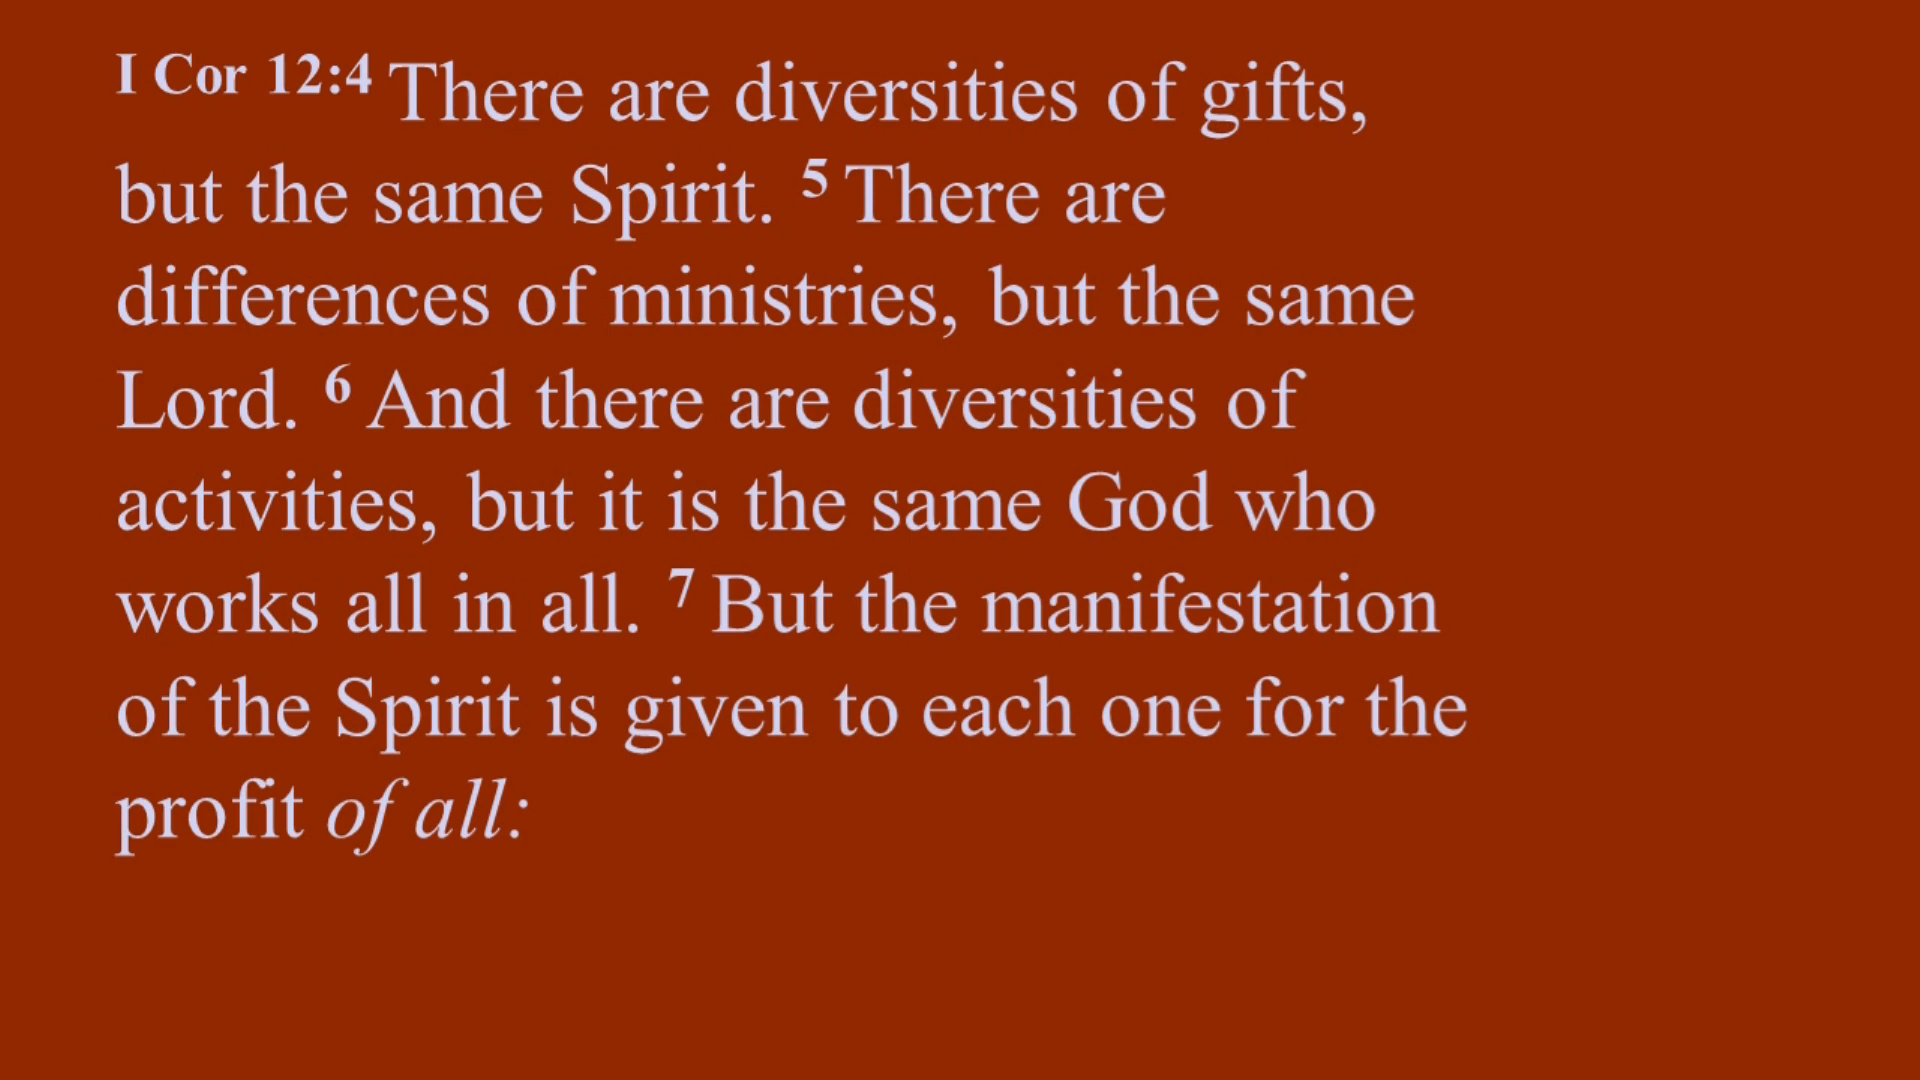 I Cor 12:4 There are diversities of gifts,
but the same Spirit. 5 There are
differences of ministries, but the same
Lord. 6 And there are diversities of
activities, but it is the same God who
works all in all. 7 But the manifestation
of the Spirit is given to each one for the
profit of all: